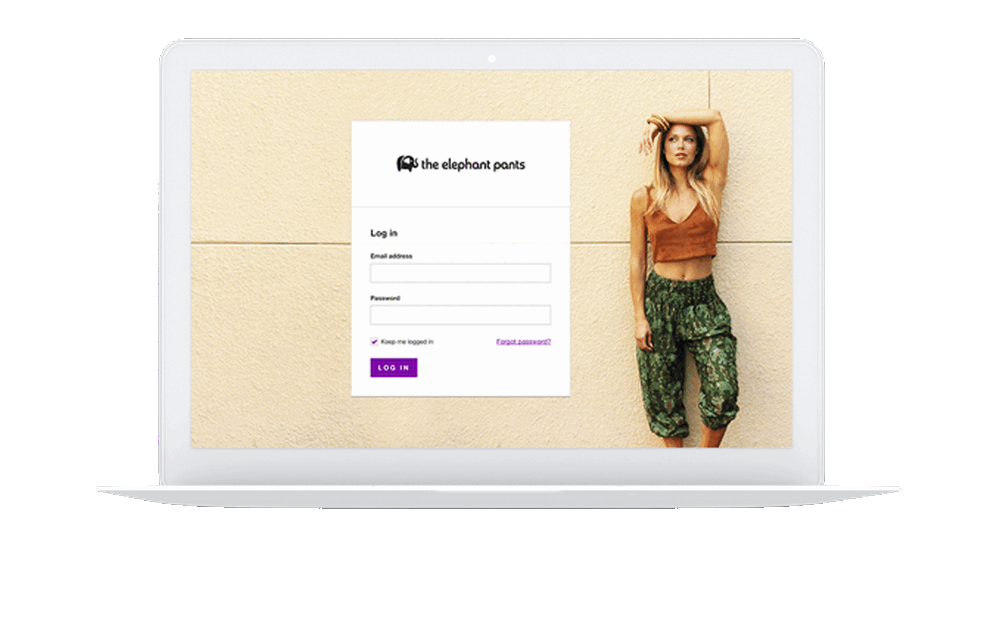 the elephant pants
Log in
Email address
Password
Keep me logged in
Forgot password?
LOG IN